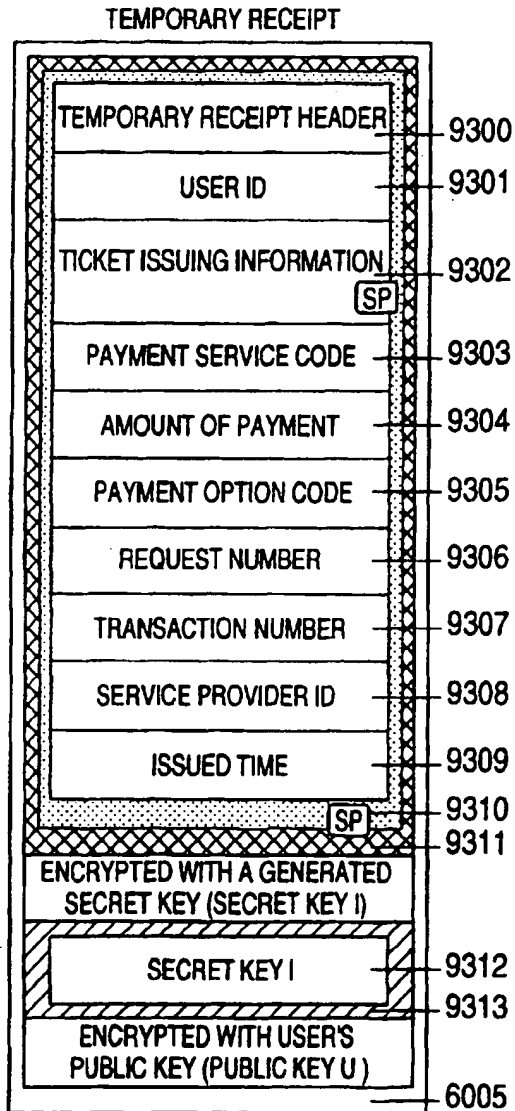 TEMPORARY RECEIPT
TEMPORARY RECEIPT HEADER 9300
USER ID 9301
TICKET ISSUING INFORMATION 9302
SP
PAYMENT SERVICE CODE 9303
AMOUNT OF PAYMENT 9304
PAYMENT OPTION CODE 9305
REQUEST NUMBER 9306
TRANSACTION NUMBER 9307
SERVICE PROVIDER ID 9308
ISSUED TIME 9309
SP 9310
9311
ENCRYPTED WITH A GENERATED
SECRET KEY (SECRET KEY I)
SECRET KEY I 9312
9313
ENCRYPTED WITH USER'S
PUBLIC KEY (PUBLIC KEY U )
6005